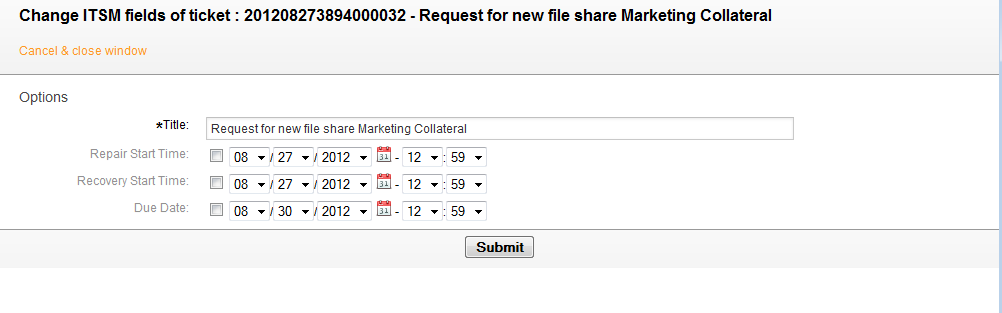 Change ITSM fields of ticket : 201208273894000032 - Request for new file share Marketing Collateral
Cancel & close window
Options
*Title: Request for new file share Marketing Collateral
Repair Start Time: 08 / 27 / 2012 31 - 12 : 59
Recovery Start Time: 08 / 27 / 2012 31 - 12 : 59
Due Date: 08 / 30 / 2012 31 - 12 : 59
Submit